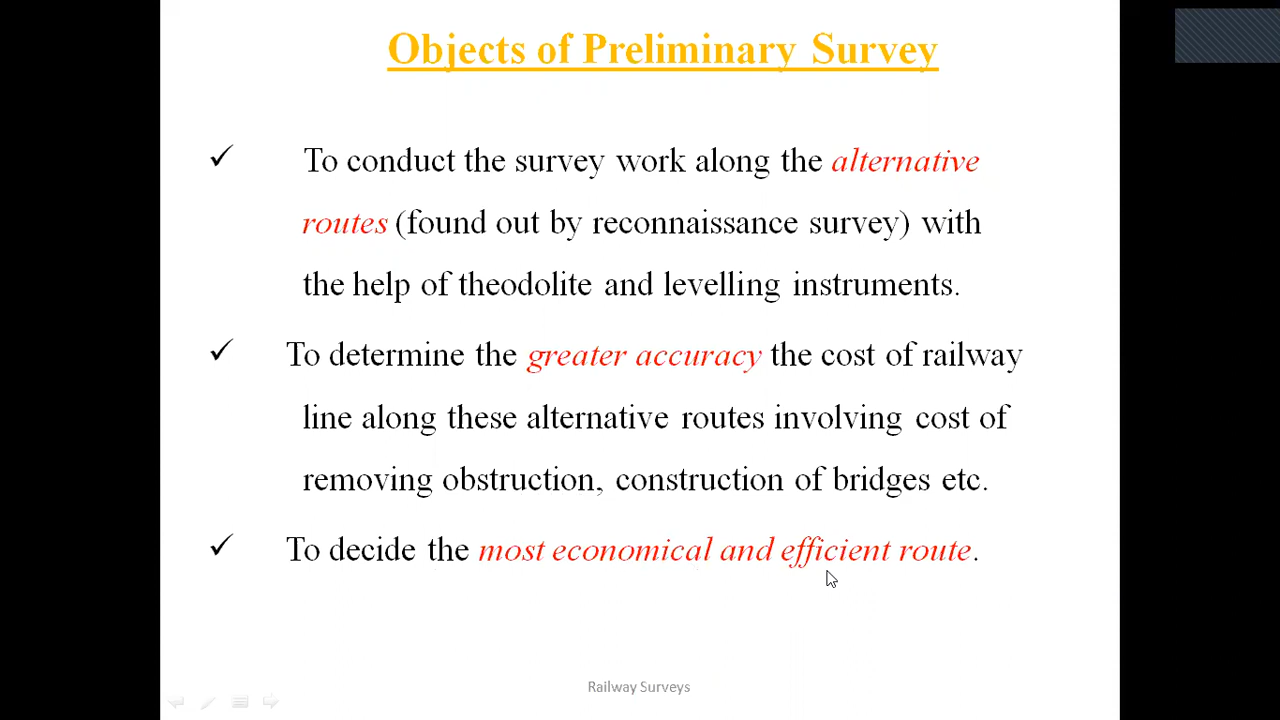 Objects of Preliminary Survey
✓ To conduct the survey work along the alternative
routes (found out by reconnaissance survey) with
the help of theodolite and levelling instruments.
✓ To determine the greater accuracy the cost of railway
line along these alternative routes involving cost of
removing obstruction, construction of bridges etc.
✓ To decide the most economical and efficient route.
Railway Surveys